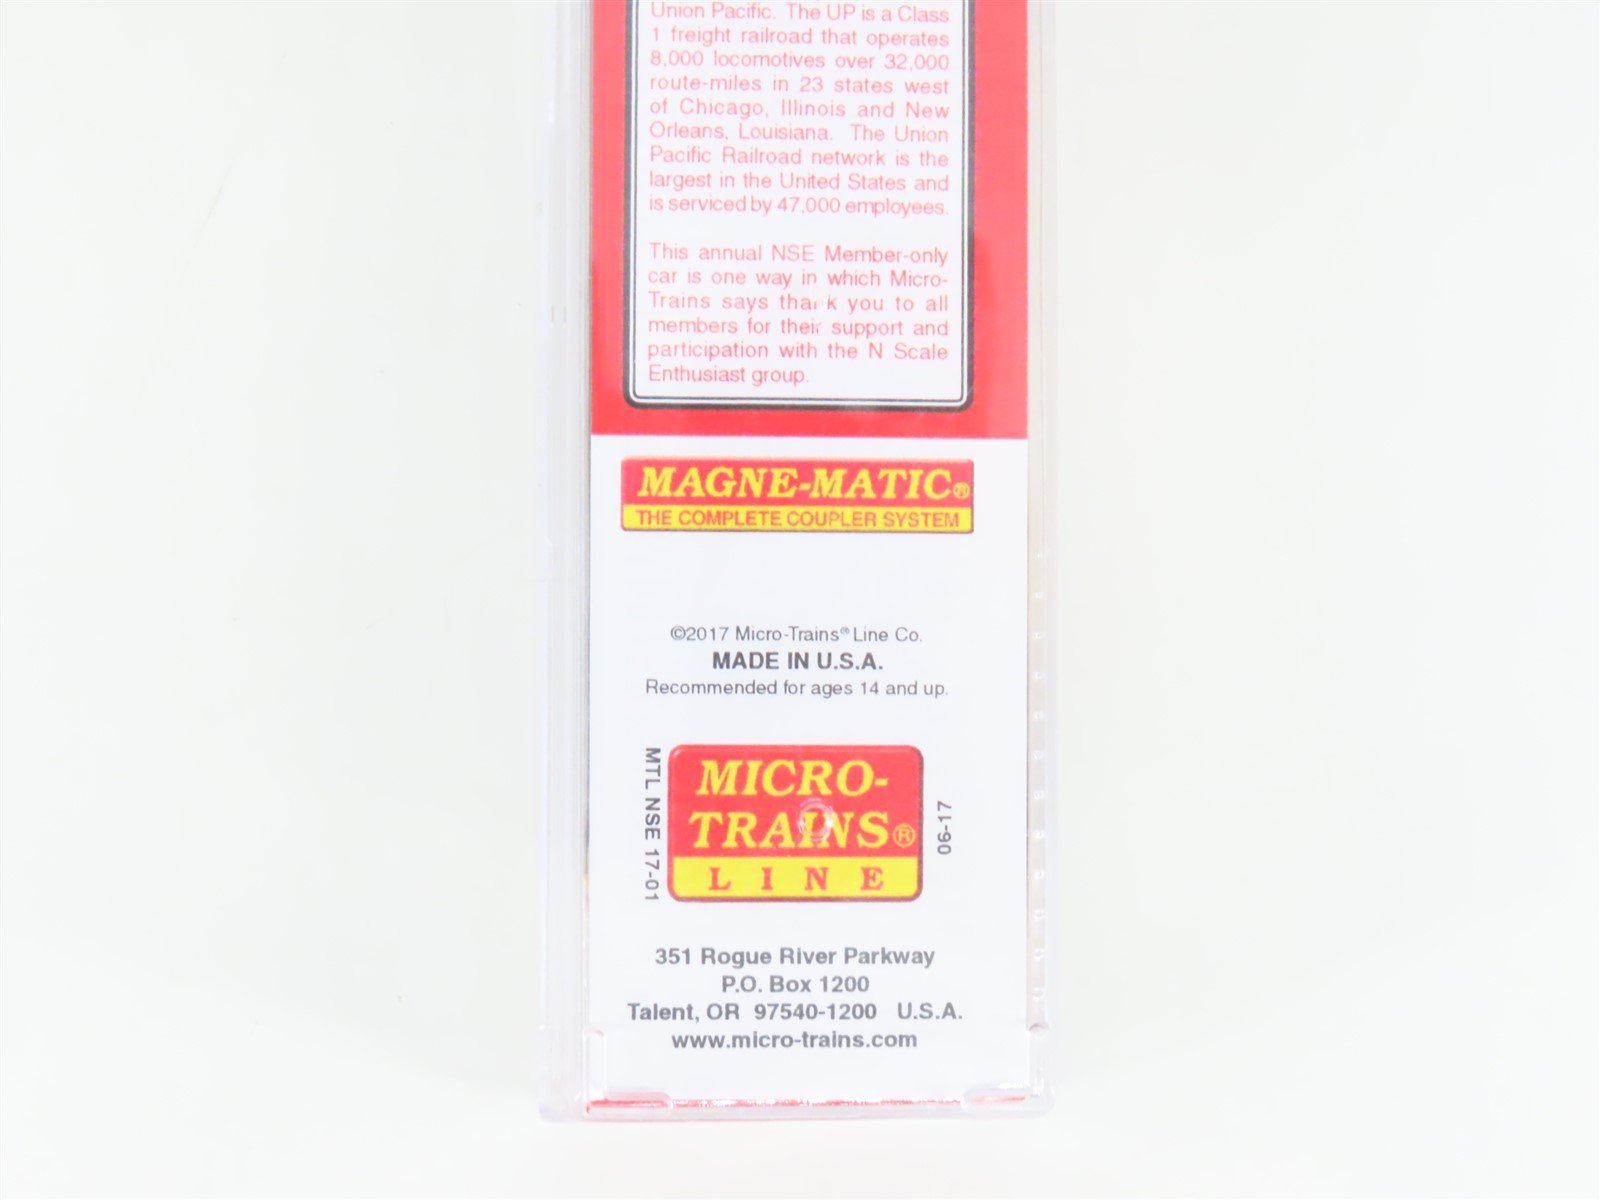 Union Pacific. The UP is a Class
1 freight railroad that operates
8,000 locomotives over 32,000
route-miles in 23 states west
of Chicago, Illinois and New
Orleans, Louisiana. The Union
Pacific Railroad network is the
largest in the United States and
is serviced by 47,000 employees.
This annual NSE Member-only
car is one way in which Micro-
Trains says thank you to all
members for their support and
participation with the N Scale
Enthusiast group.
MAGNE-MATIC®
THE COMPLETE COUPLER SYSTEM
©2017 Micro-Trains® Line Co.
MADE IN U.S.A.
Recommended for ages 14 and up.
MTL NSE 17-01
MICRO-
TRAINS®
LINE
06-17
351 Rogue River Parkway
P.O. Box 1200
Talent, OR 97540-1200 U.S.A.
www.micro-trains.com